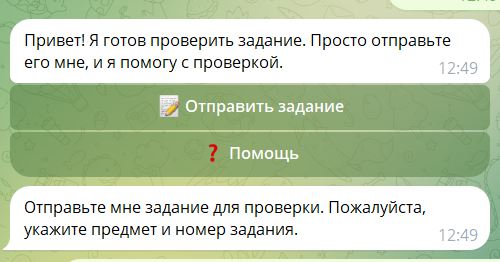 Привет! Я готов проверить задание. Просто отправьте
его мне, и я помогу с проверкой.
12:49
📝 Отправить задание
❓ Помощь
Отправьте мне задание для проверки. Пожалуйста,
укажите предмет и номер задания.
12:49